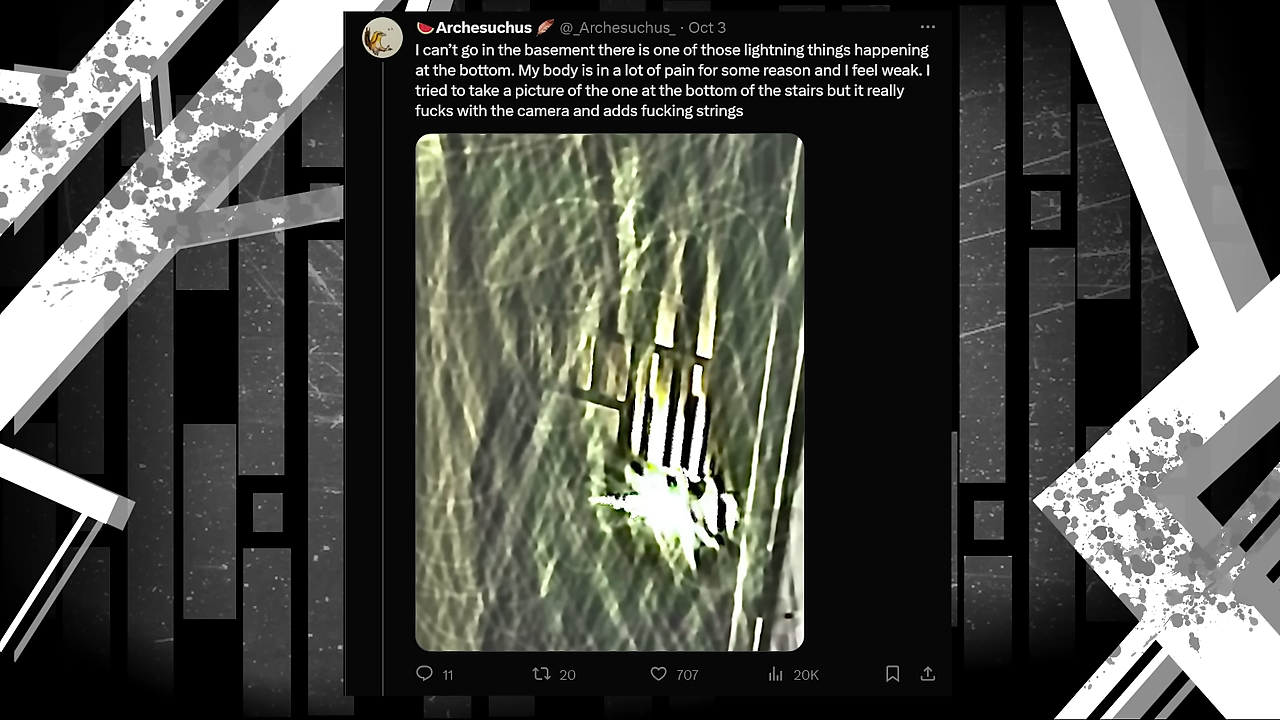 🍉Archesuchus 🪶 @_Archesuchus_ · Oct 3
I can't go in the basement there is one of those lightning things happening
at the bottom. My body is in a lot of pain for some reason and I feel weak. I
tried to take a picture of the one at the bottom of the stairs but it really
fucks with the camera and adds fucking strings
11 20 707 20K